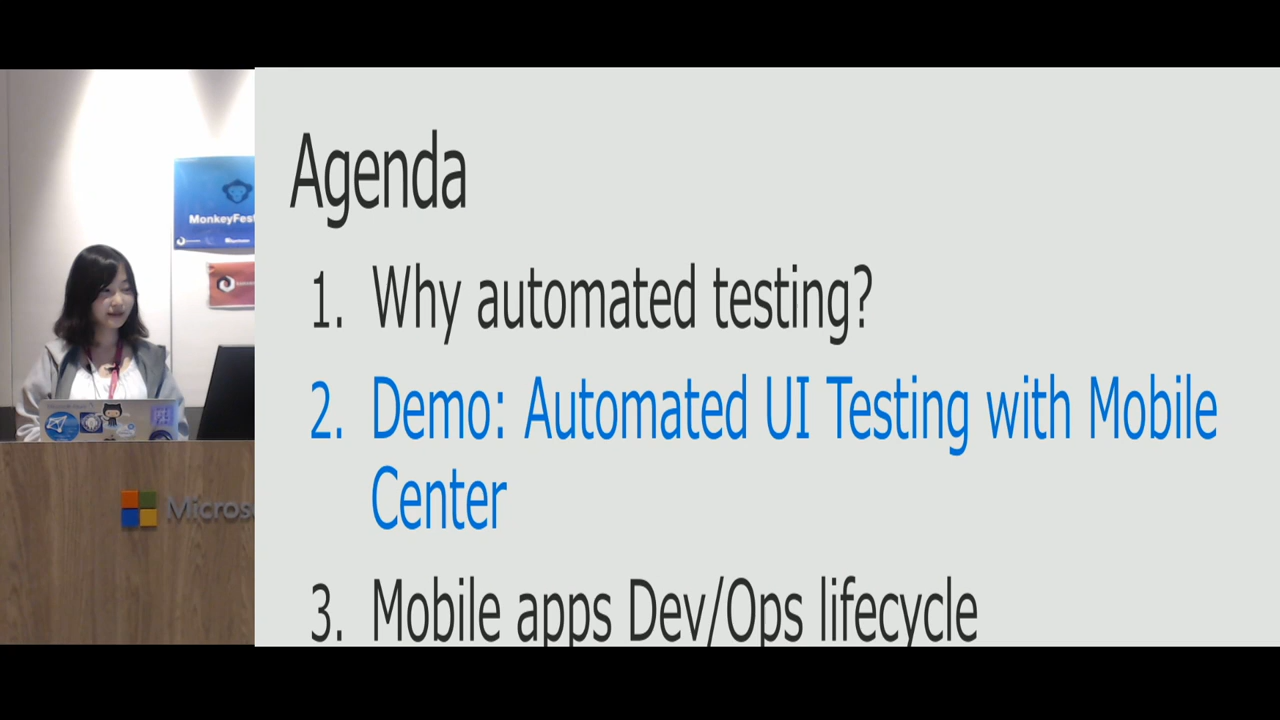 Agenda
1. Why automated testing?
2. Demo: Automated UI Testing with Mobile
Center
3. Mobile apps Dev/Ops lifecycle
MonkeyFest